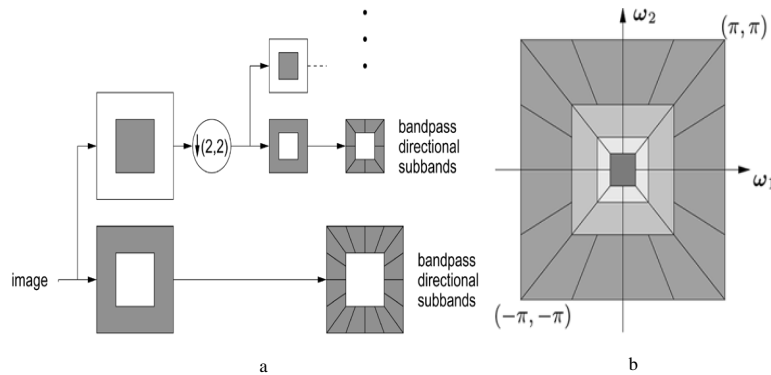 (2,2)
bandpass
directional
subbands
image
bandpass
directional
subbands
a
ω₂
(π, π)
ω₁
(−π, −π)
b